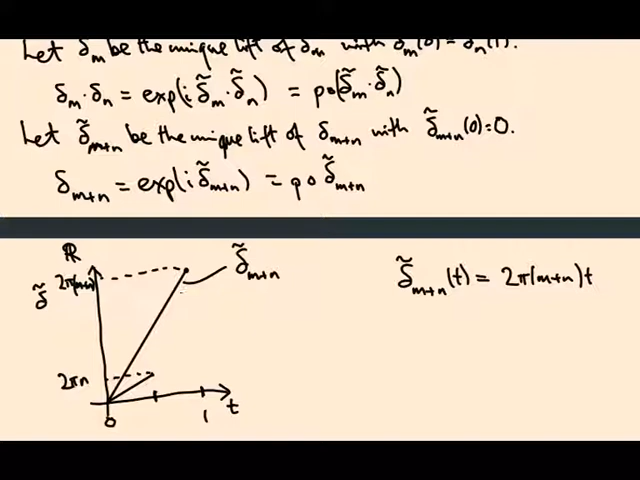 Let δ̃ₘ be the unique lift of δₘ with δ̃ₘ(0) = δ̃ₙ(1).
δₘ·δₙ = exp(i δ̃ₘ·δ̃ₙ) = p∘(δ̃ₘ·δ̃ₙ)
Let δ̃ₘ₊ₙ be the unique lift of δₘ₊ₙ with δ̃ₘ₊ₙ(0)=0.
δₘ₊ₙ = exp(i δ̃ₘ₊ₙ) = p∘δ̃ₘ₊ₙ
ℝ
δ̃
2π(m+n)
δ̃ₘ₊ₙ
δ̃ₘ₊ₙ(t) = 2π(m+n)t
2πn
0
1
t